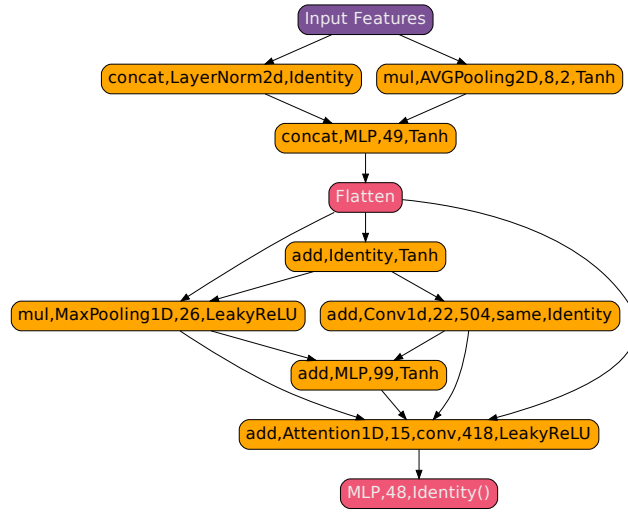 Input Features
concat,LayerNorm2d,Identity
mul,AVGPooling2D,8,2,Tanh
concat,MLP,49,Tanh
Flatten
add,Identity,Tanh
mul,MaxPooling1D,26,LeakyReLU
add,Conv1d,22,504,same,Identity
add,MLP,99,Tanh
add,Attention1D,15,conv,418,LeakyReLU
MLP,48,Identity()